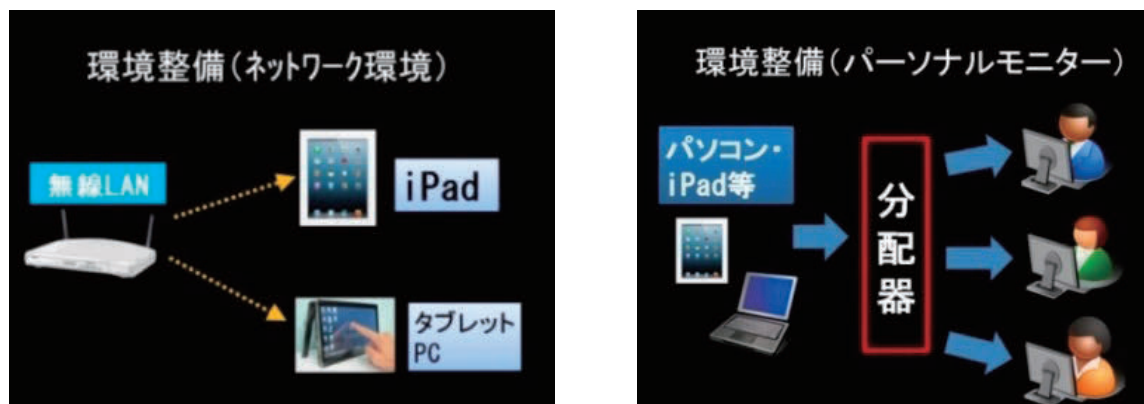 環境整備(ネットワーク環境)
無線LAN
iPad
タブレット
PC
環境整備(パーソナルモニター)
パソコン・
iPad等
分配器